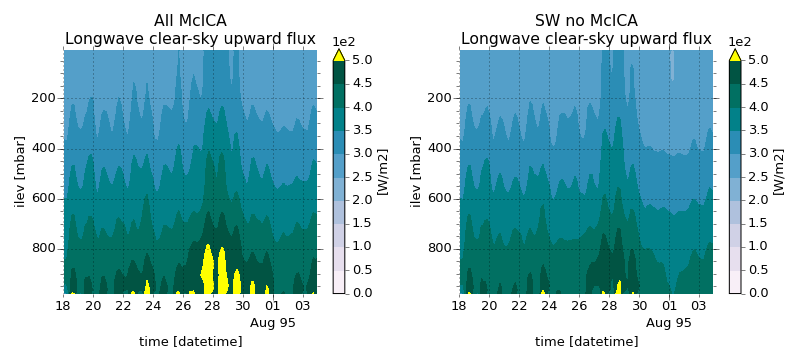 All McICA
Longwave clear-sky upward flux
1e2
200
400
600
800
ilev [mbar]
18 20 22 24 26 28 30 01 03
Aug 95
time [datetime]
5.0
4.5
4.0
3.5
3.0
2.5
2.0
1.5
1.0
0.5
0.0
[W/m2]
SW no McICA
Longwave clear-sky upward flux
1e2
200
400
600
800
ilev [mbar]
18 20 22 24 26 28 30 01 03
Aug 95
time [datetime]
5.0
4.5
4.0
3.5
3.0
2.5
2.0
1.5
1.0
0.5
0.0
[W/m2]